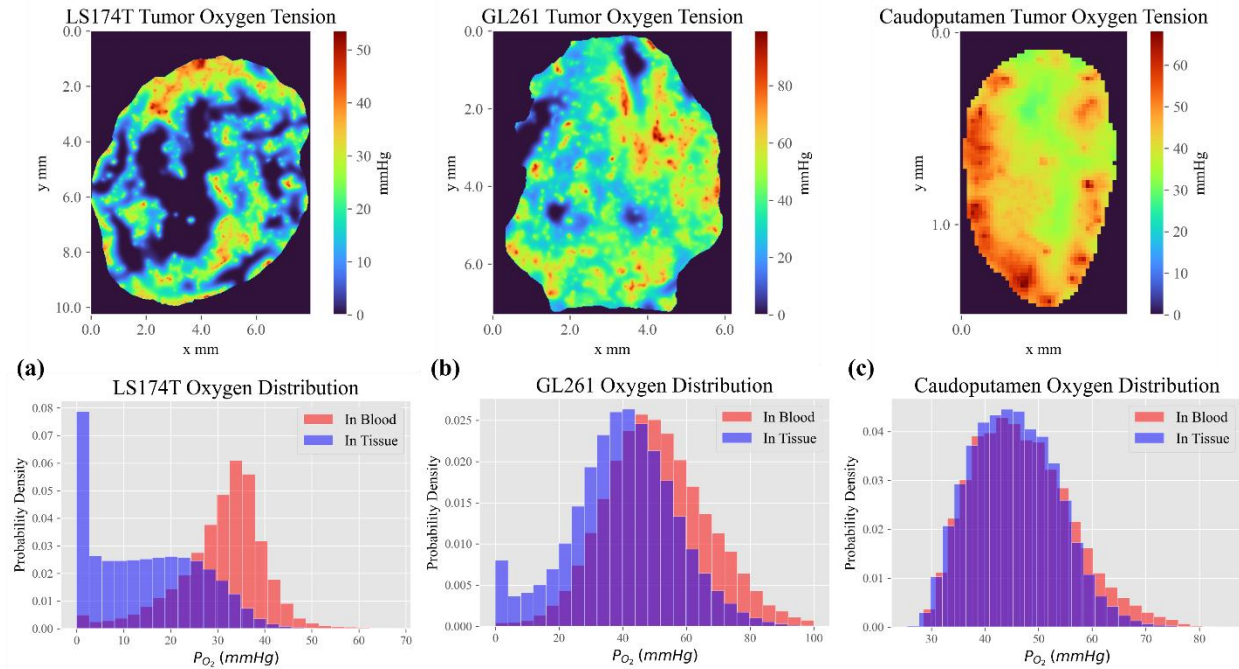 LS174T Tumor Oxygen Tension
0.0
2.0
4.0
6.0
8.0
10.0
y mm
0.0 2.0 4.0 6.0
x mm
50
40
30
20
10
0
mmHg
GL261 Tumor Oxygen Tension
0.0
2.0
4.0
6.0
y mm
0.0 2.0 4.0 6.0
x mm
80
60
40
20
0
mmHg
Caudoputamen Tumor Oxygen Tension
0.0
1.0
y mm
0.0
x mm
60
50
40
30
20
10
0
mmHg
(a)
LS174T Oxygen Distribution
In Blood
In Tissue
0.08
0.07
0.06
0.05
0.04
0.03
0.02
0.01
0.00
Probability Density
0 10 20 30 40 50 60 70
P_O₂ (mmHg)
(b)
GL261 Oxygen Distribution
In Blood
In Tissue
0.025
0.020
0.015
0.010
0.005
0.000
Probability Density
0 20 40 60 80 100
P_O₂ (mmHg)
(c)
Caudoputamen Oxygen Distribution
In Blood
In Tissue
0.04
0.03
0.02
0.01
0.00
Probability Density
30 40 50 60 70 80
P_O₂ (mmHg)